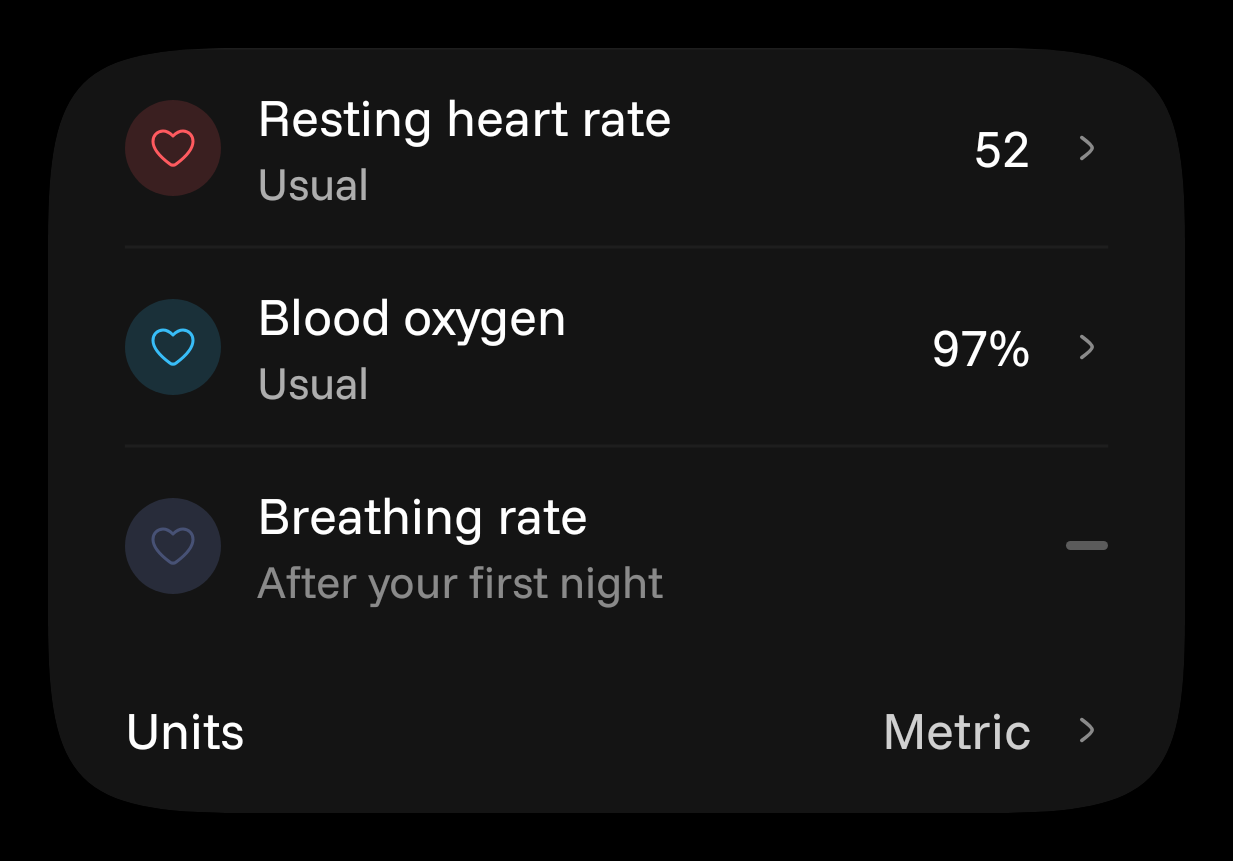 Resting heart rate
Usual
52
Blood oxygen
Usual
97%
Breathing rate
After your first night
Units
Metric